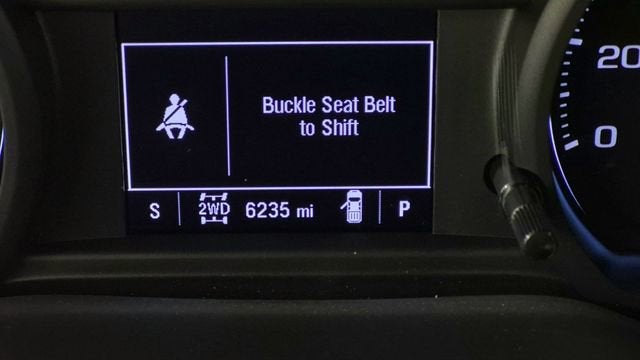 Buckle Seat Belt
to Shift
S 2WD 6235 mi P
20
0